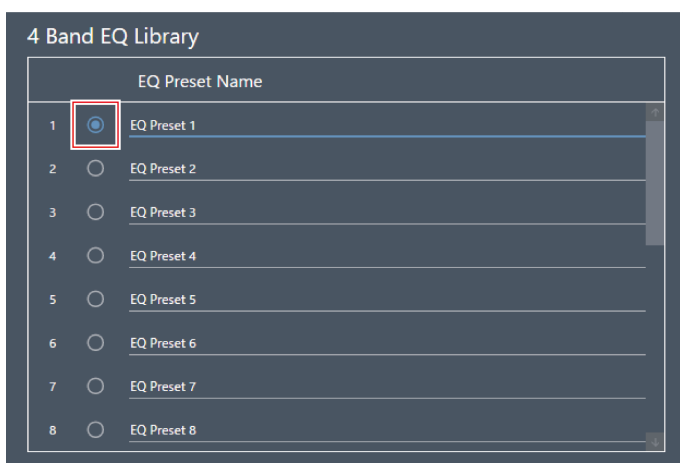 4 Band EQ Library
EQ Preset Name
1 EQ Preset 1
2 EQ Preset 2
3 EQ Preset 3
4 EQ Preset 4
5 EQ Preset 5
6 EQ Preset 6
7 EQ Preset 7
8 EQ Preset 8